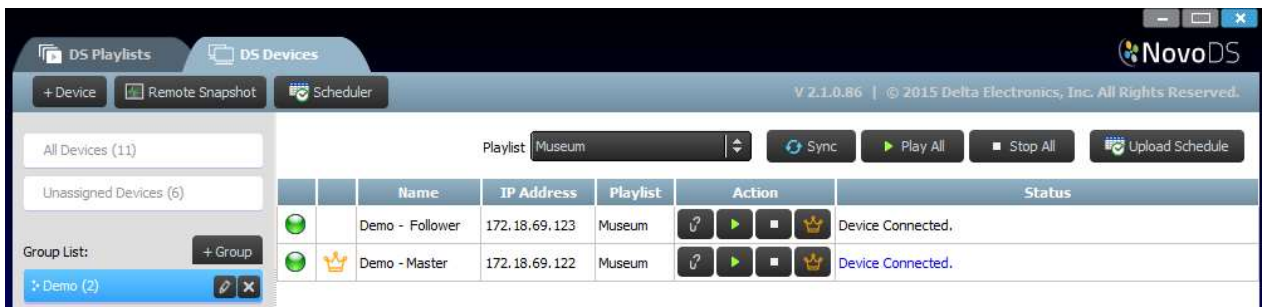 DS Playlists DS Devices NovoDS
+ Device Remote Snapshot Scheduler V 2.1.0.86 | © 2015 Delta Electronics, Inc. All Rights Reserved.
All Devices (11) Playlist Museum Sync Play All Stop All Upload Schedule
Unassigned Devices (6) Name IP Address Playlist Action Status
Demo - Follower 172.18.69.123 Museum Device Connected.
Group List: + Group
Demo - Master 172.18.69.122 Museum Device Connected.
Demo (2)